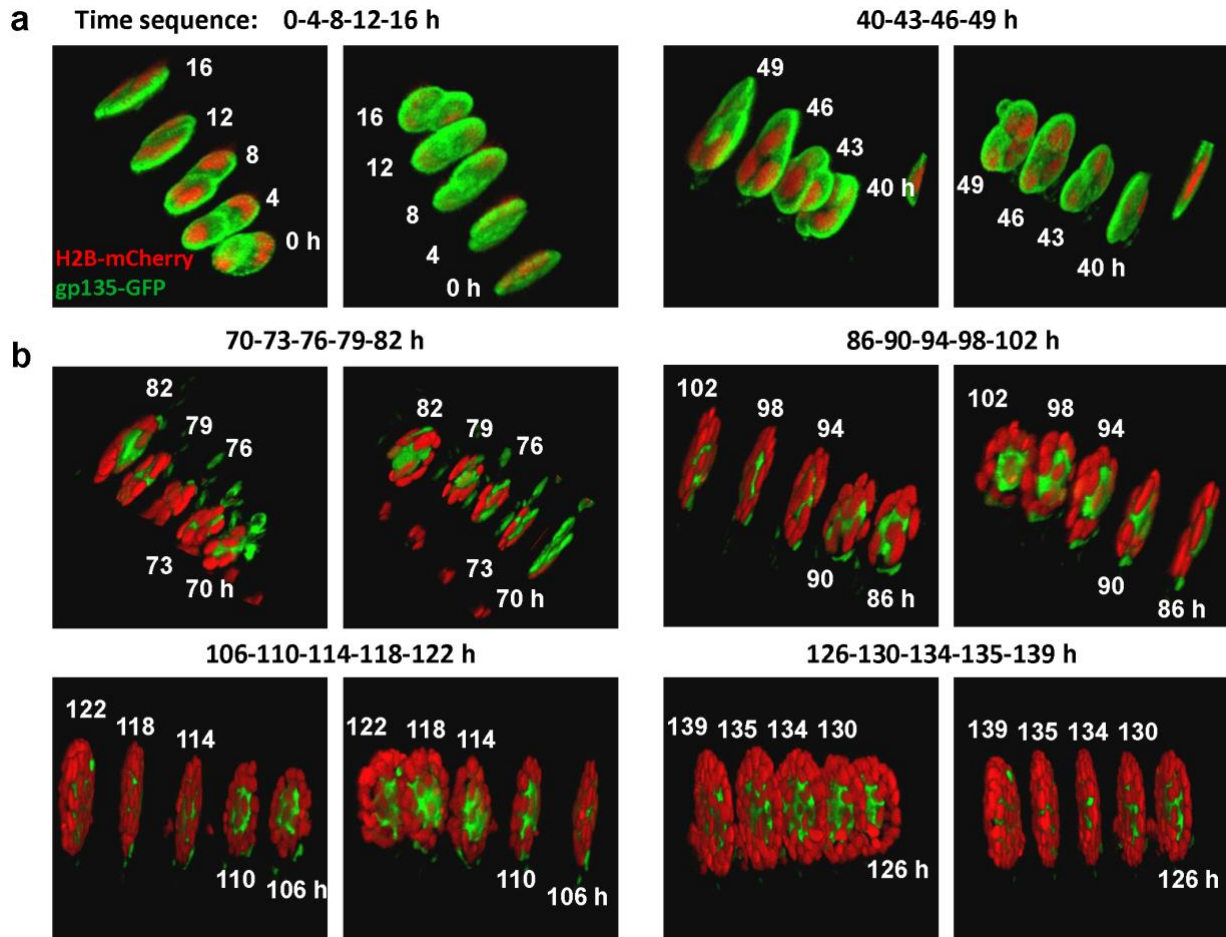 a
Time sequence: 0-4-8-12-16 h
40-43-46-49 h
16
12
8
4
0 h
H2B-mCherry
gp135-GFP
16
12
8
4
0 h
49
46
43
40 h
49
46
43
40 h
b
70-73-76-79-82 h
86-90-94-98-102 h
82
79
76
73
70 h
82
79
76
73
70 h
102
98
94
90
86 h
102
98
94
90
86 h
106-110-114-118-122 h
126-130-134-135-139 h
122
118
114
110
106 h
122
118
114
110
106 h
139 135 134 130
126 h
139 135 134 130
126 h